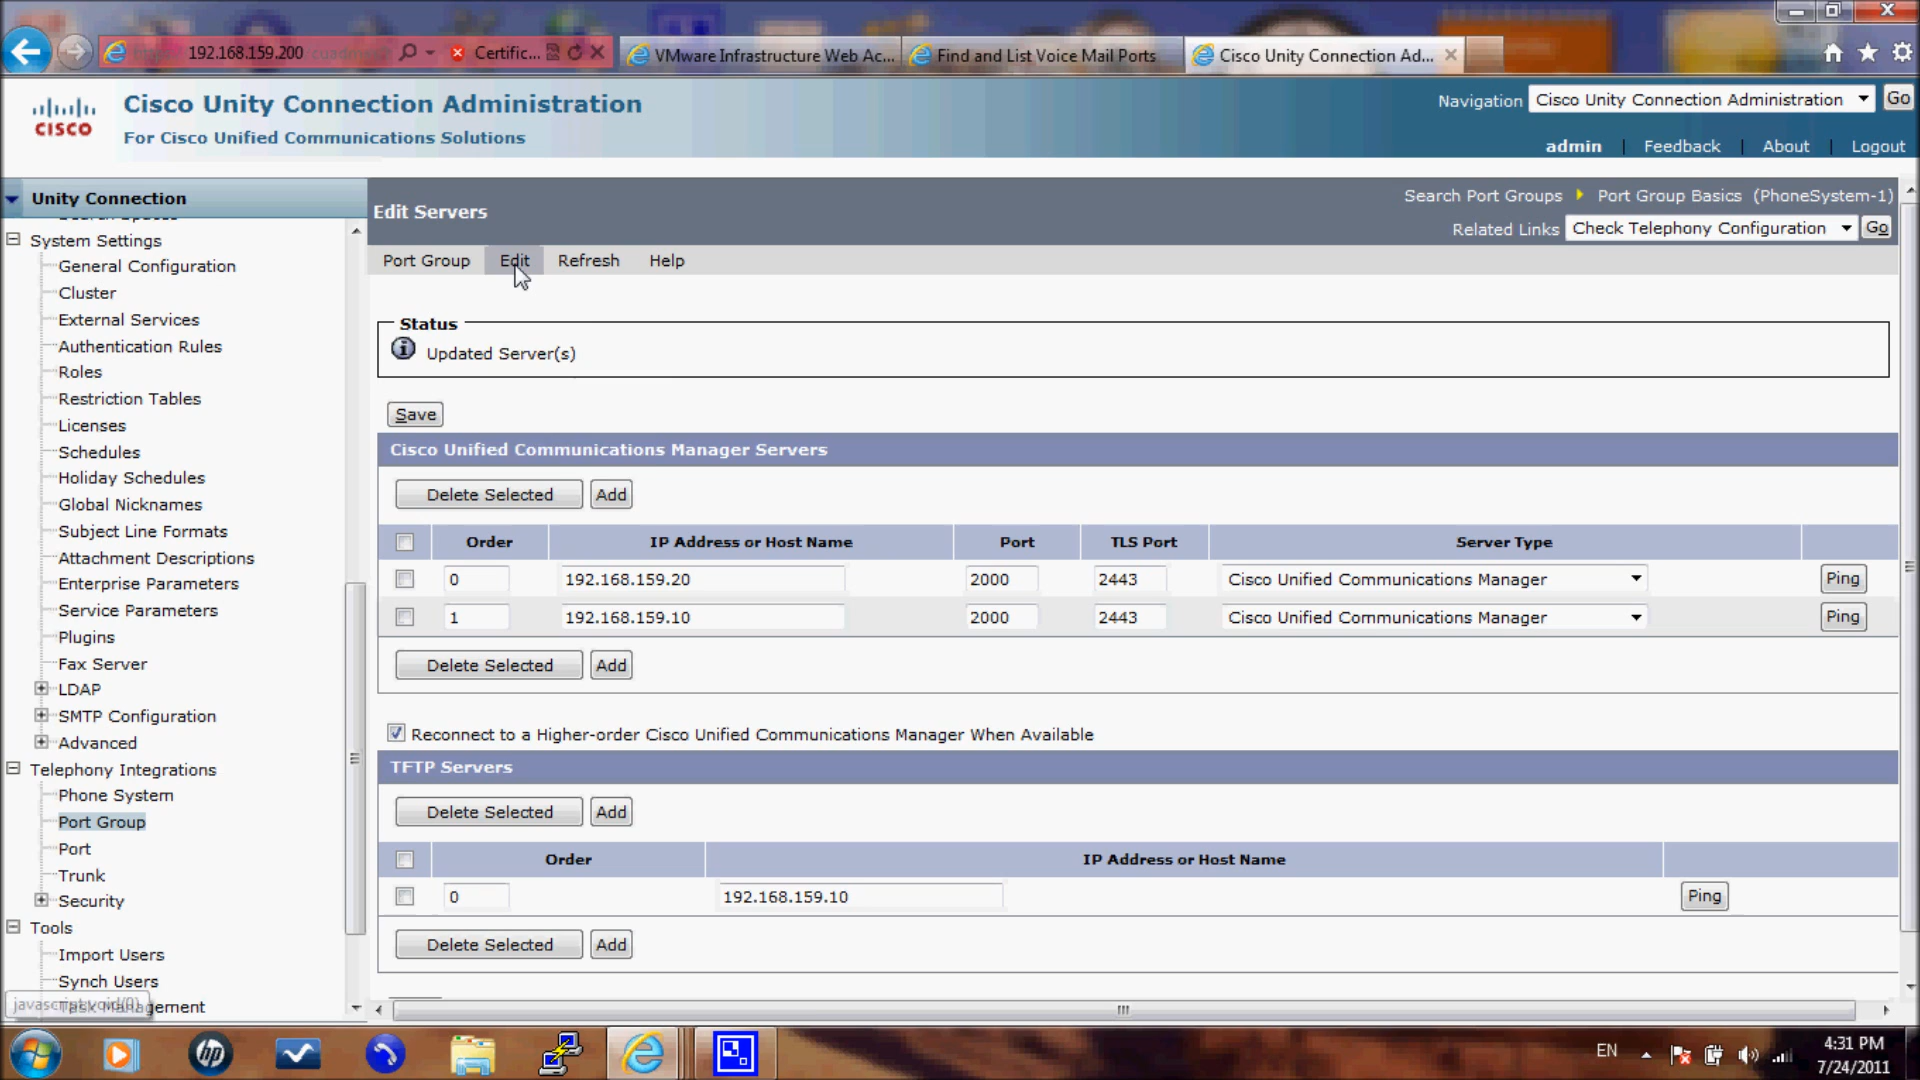 192.168.159.200
Certific...
VMware Infrastructure Web Ac...
Find and List Voice Mail Ports
Cisco Unity Connection Ad...
CISCO
Cisco Unity Connection Administration
For Cisco Unified Communications Solutions
Navigation Cisco Unity Connection Administration Go
admin | Feedback | About | Logout
Unity Connection
System Settings
General Configuration
Cluster
External Services
Authentication Rules
Roles
Restriction Tables
Licenses
Schedules
Holiday Schedules
Global Nicknames
Subject Line Formats
Attachment Descriptions
Enterprise Parameters
Service Parameters
Plugins
Fax Server
LDAP
SMTP Configuration
Advanced
Telephony Integrations
Phone System
Port Group
Port
Trunk
Security
Tools
Import Users
Synch Users
Edit Servers
Search Port Groups Port Group Basics (PhoneSystem-1)
Related Links Check Telephony Configuration Go
Port Group Edit Refresh Help
Status
Updated Server(s)
Save
Cisco Unified Communications Manager Servers
Delete Selected Add
Order IP Address or Host Name Port TLS Port Server Type
0 192.168.159.20 2000 2443 Cisco Unified Communications Manager Ping
1 192.168.159.10 2000 2443 Cisco Unified Communications Manager Ping
Delete Selected Add
Reconnect to a Higher-order Cisco Unified Communications Manager When Available
TFTP Servers
Delete Selected Add
Order IP Address or Host Name
0 192.168.159.10 Ping
Delete Selected Add
hp
EN
4:31 PM
7/24/2011